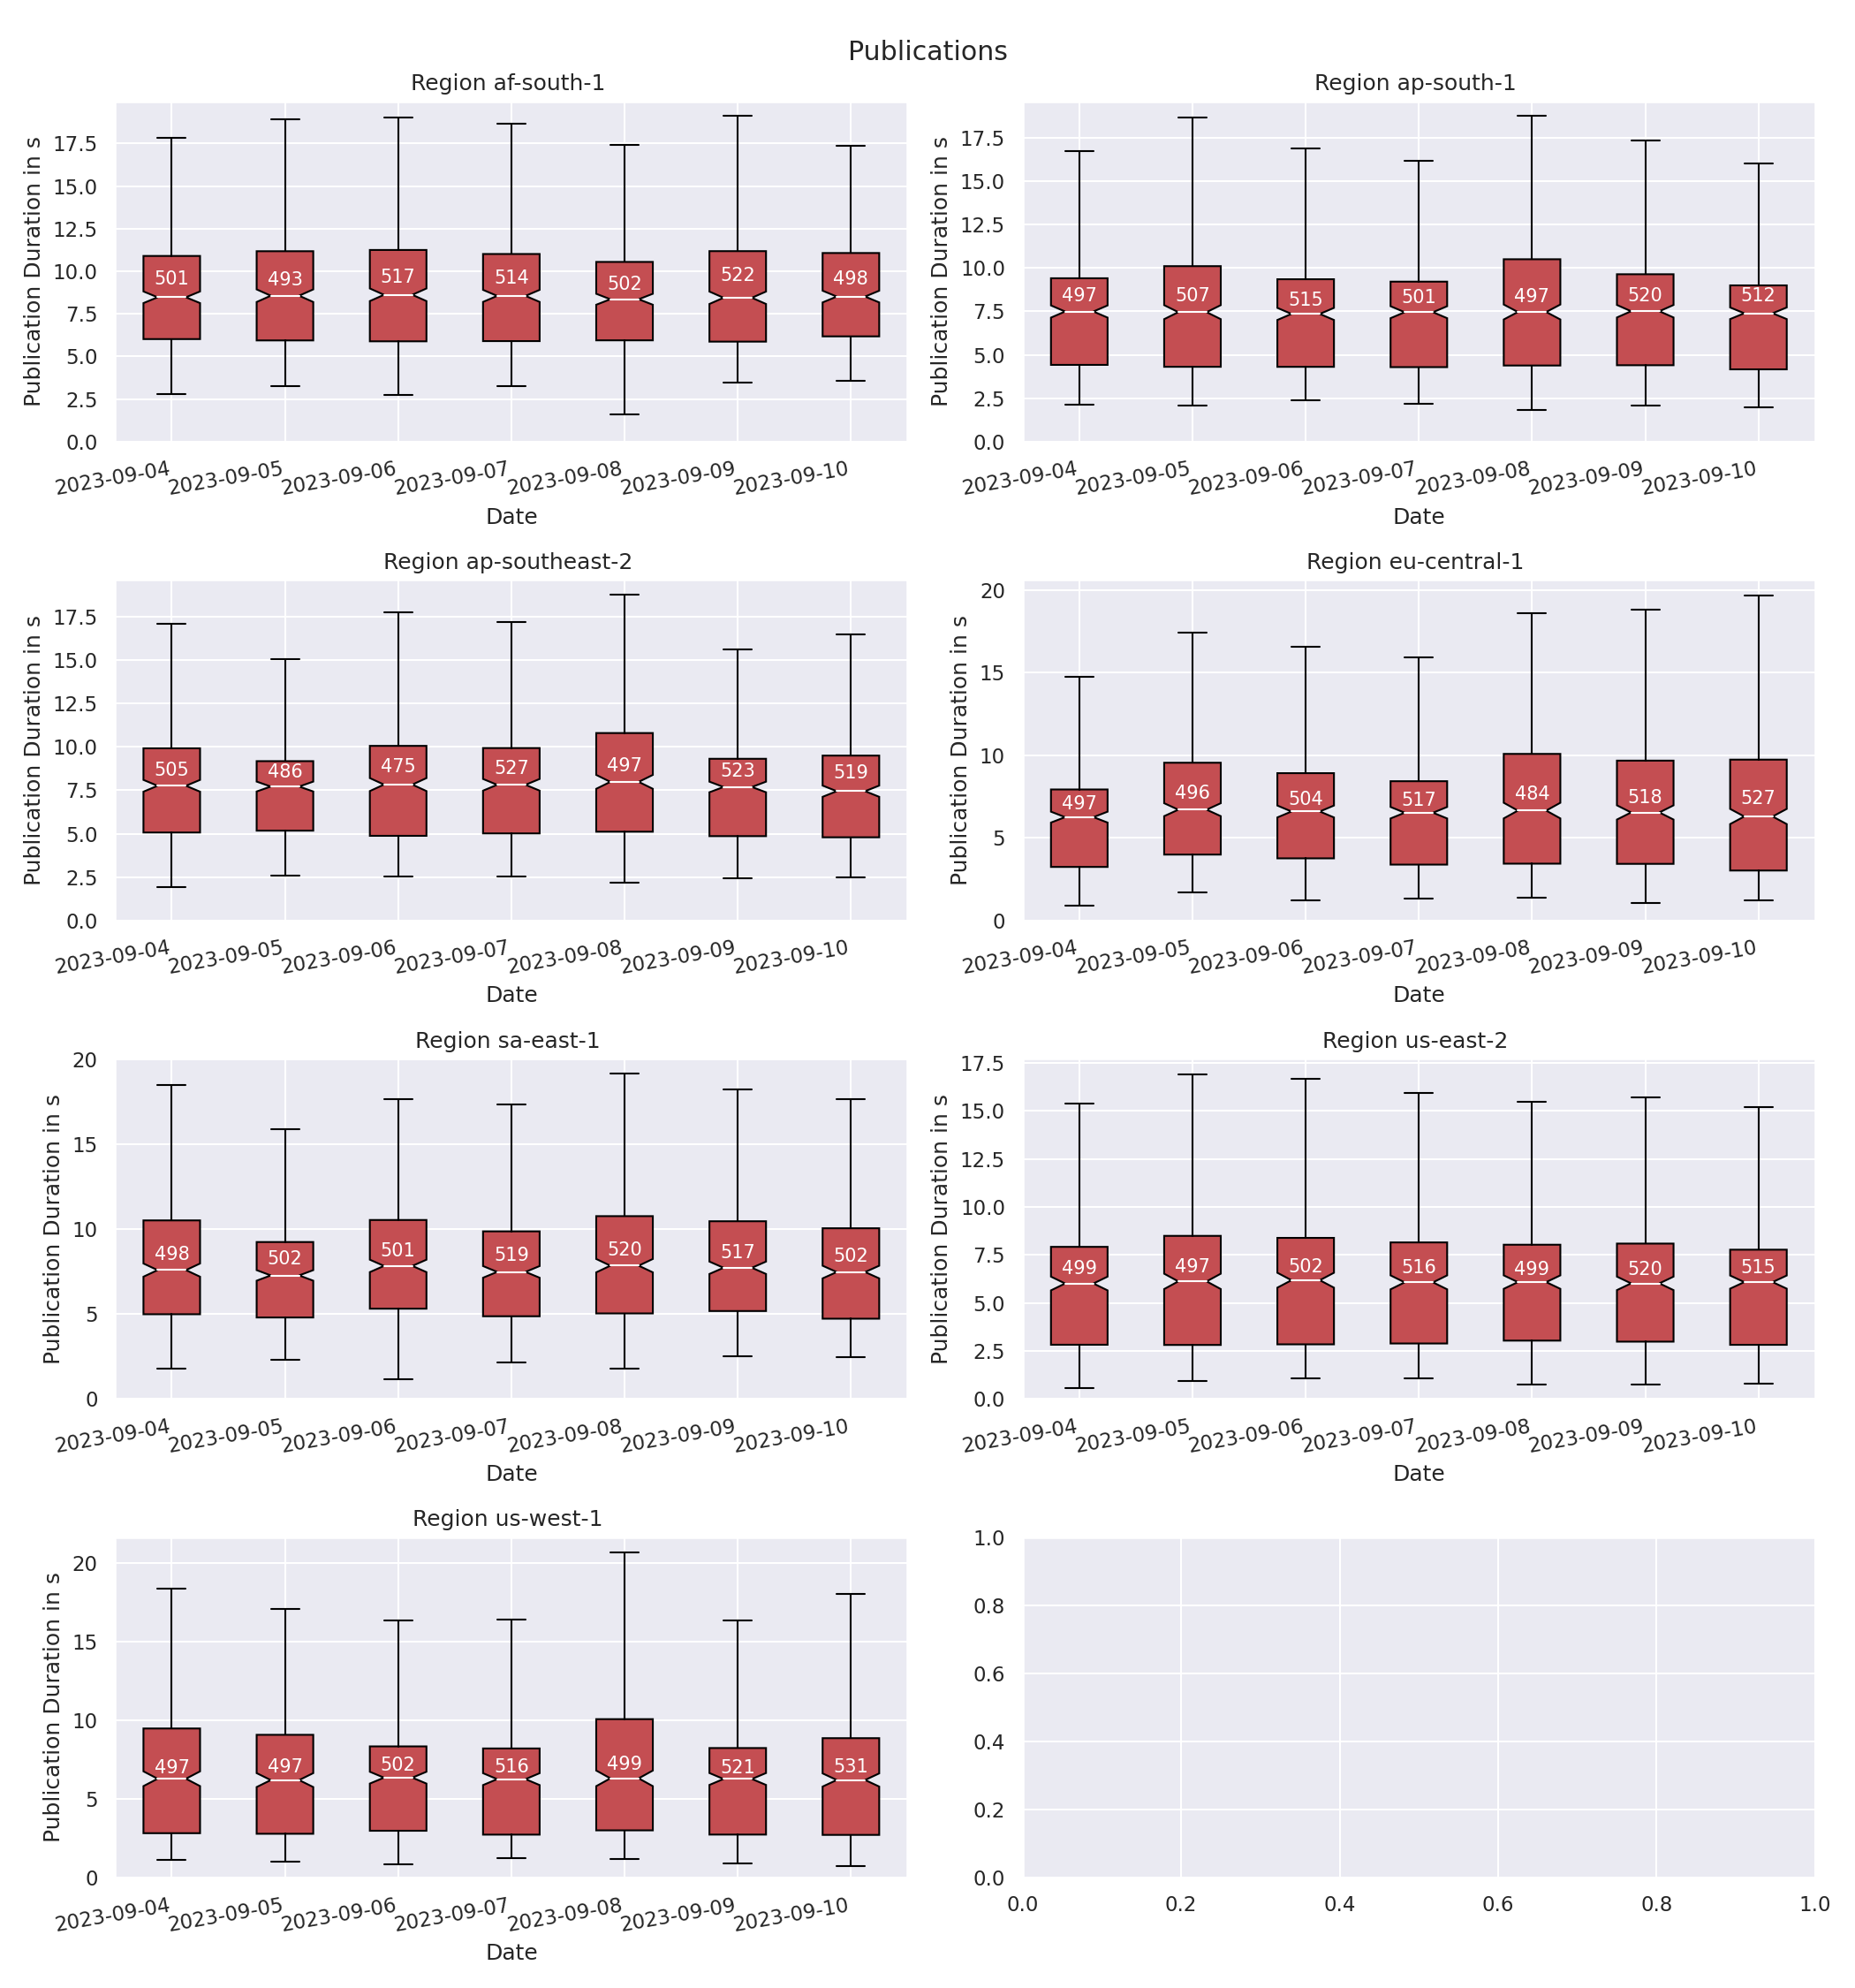 Publications
Region af-south-1
Publication Duration in s
17.5
15.0
12.5
10.0
7.5
5.0
2.5
0.0
501 493 517 514 502 522 498
2023-09-04 2023-09-05 2023-09-06 2023-09-07 2023-09-08 2023-09-09 2023-09-10
Date
Region ap-south-1
Publication Duration in s
17.5
15.0
12.5
10.0
7.5
5.0
2.5
0.0
497 507 515 501 497 520 512
2023-09-04 2023-09-05 2023-09-06 2023-09-07 2023-09-08 2023-09-09 2023-09-10
Date
Region ap-southeast-2
Publication Duration in s
17.5
15.0
12.5
10.0
7.5
5.0
2.5
0.0
505 486 475 527 497 523 519
2023-09-04 2023-09-05 2023-09-06 2023-09-07 2023-09-08 2023-09-09 2023-09-10
Date
Region eu-central-1
Publication Duration in s
20
15
10
5
0
497 496 504 517 484 518 527
2023-09-04 2023-09-05 2023-09-06 2023-09-07 2023-09-08 2023-09-09 2023-09-10
Date
Region sa-east-1
Publication Duration in s
20
15
10
5
0
498 502 501 519 520 517 502
2023-09-04 2023-09-05 2023-09-06 2023-09-07 2023-09-08 2023-09-09 2023-09-10
Date
Region us-east-2
Publication Duration in s
17.5
15.0
12.5
10.0
7.5
5.0
2.5
0.0
499 497 502 516 499 520 515
2023-09-04 2023-09-05 2023-09-06 2023-09-07 2023-09-08 2023-09-09 2023-09-10
Date
Region us-west-1
Publication Duration in s
20
15
10
5
0
497 497 502 516 499 521 531
2023-09-04 2023-09-05 2023-09-06 2023-09-07 2023-09-08 2023-09-09 2023-09-10
Date
1.0
0.8
0.6
0.4
0.2
0.0
0.0 0.2 0.4 0.6 0.8 1.0